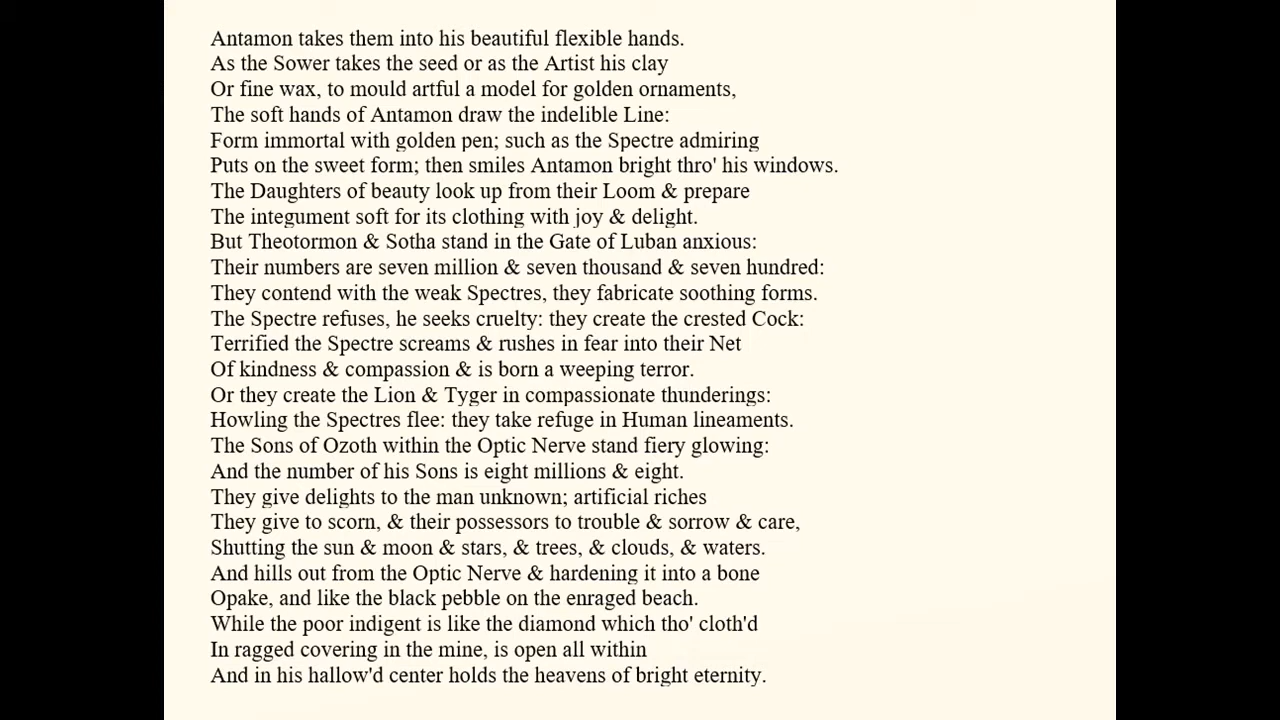 Antamon takes them into his beautiful flexible hands.
As the Sower takes the seed or as the Artist his clay
Or fine wax, to mould artful a model for golden ornaments,
The soft hands of Antamon draw the indelible Line:
Form immortal with golden pen; such as the Spectre admiring
Puts on the sweet form; then smiles Antamon bright thro' his windows.
The Daughters of beauty look up from their Loom & prepare
The integument soft for its clothing with joy & delight.
But Theotormon & Sotha stand in the Gate of Luban anxious:
Their numbers are seven million & seven thousand & seven hundred:
They contend with the weak Spectres, they fabricate soothing forms.
The Spectre refuses, he seeks cruelty: they create the crested Cock:
Terrified the Spectre screams & rushes in fear into their Net
Of kindness & compassion & is born a weeping terror.
Or they create the Lion & Tyger in compassionate thunderings:
Howling the Spectres flee: they take refuge in Human lineaments.
The Sons of Ozoth within the Optic Nerve stand fiery glowing:
And the number of his Sons is eight millions & eight.
They give delights to the man unknown; artificial riches
They give to scorn, & their possessors to trouble & sorrow & care,
Shutting the sun & moon & stars, & trees, & clouds, & waters.
And hills out from the Optic Nerve & hardening it into a bone
Opake, and like the black pebble on the enraged beach.
While the poor indigent is like the diamond which tho' cloth'd
In ragged covering in the mine, is open all within
And in his hallow'd center holds the heavens of bright eternity.